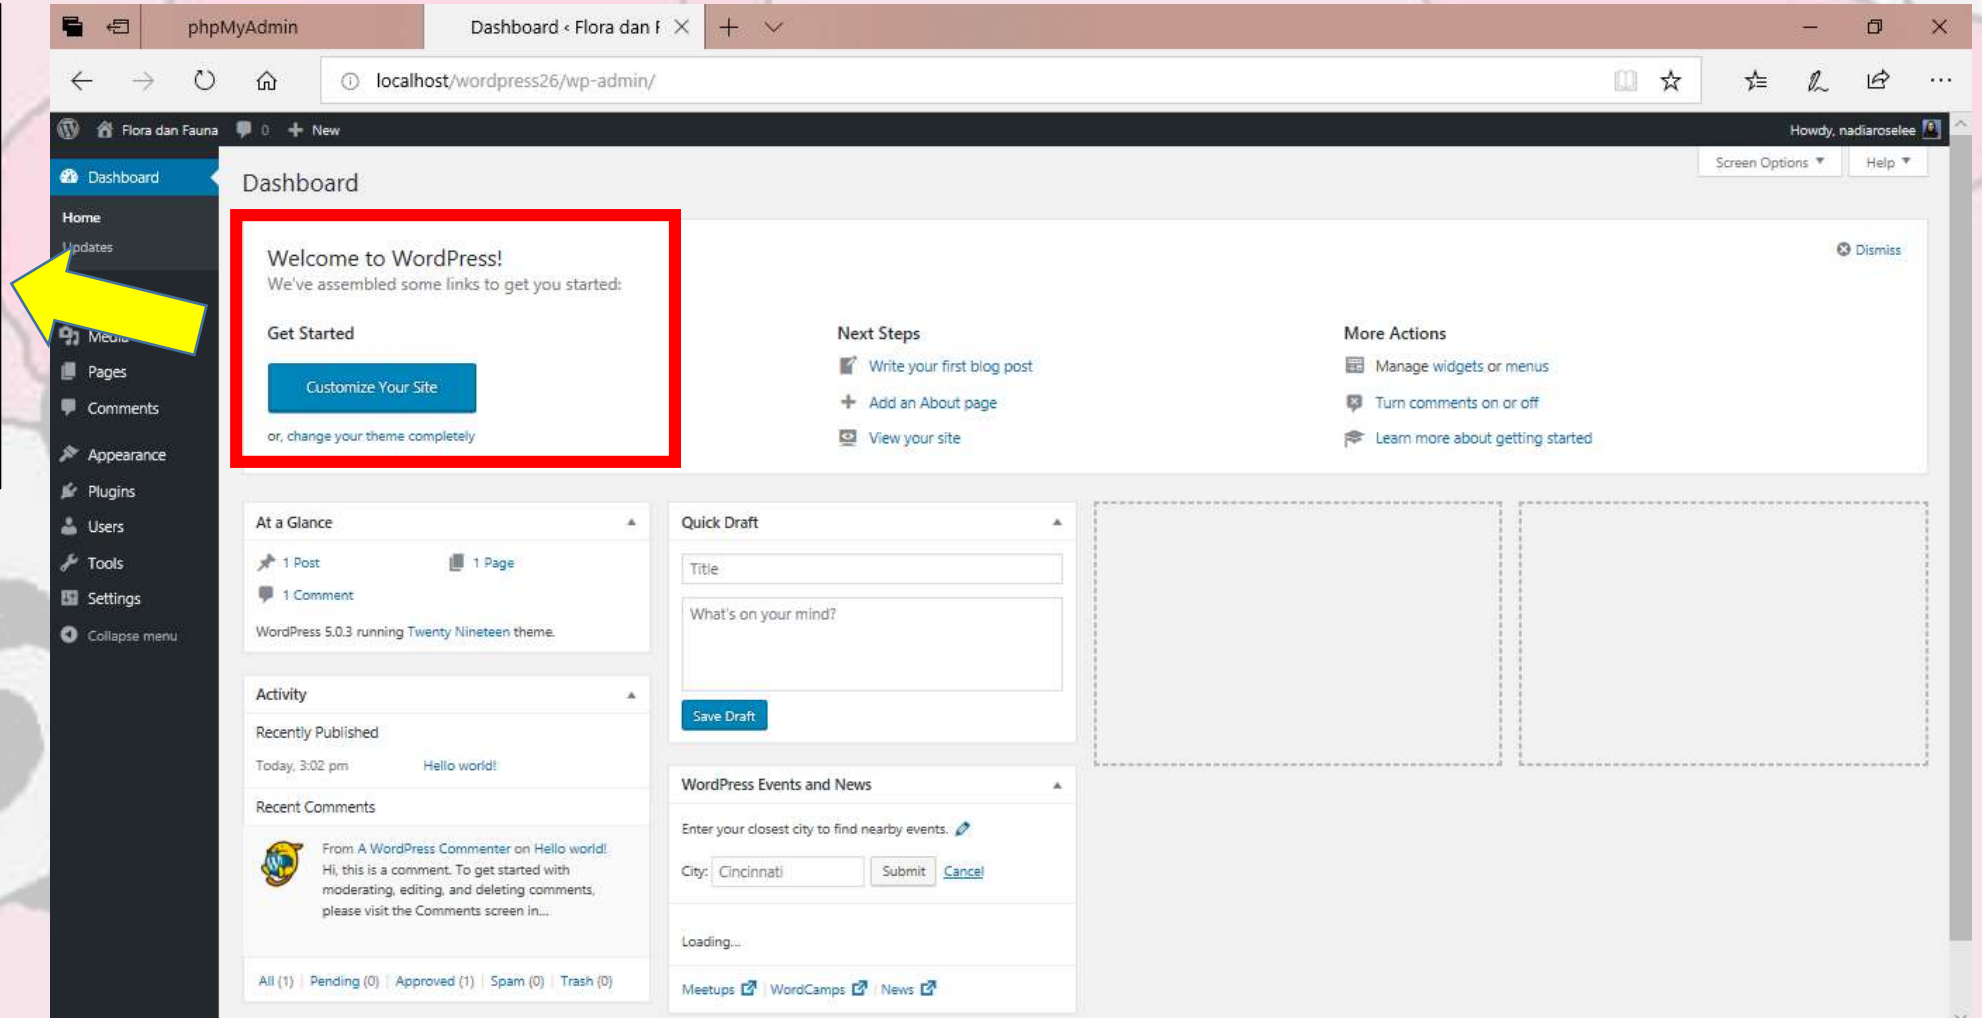 phpMyAdmin
Dashboard ‹ Flora dan F
localhost/wordpress26/wp-admin/
Flora dan Fauna
0
New
Howdy, nadiaroselee
Screen Options
Help
Dashboard
Home
Updates
Media
Pages
Comments
Appearance
Plugins
Users
Tools
Settings
Collapse menu
Dashboard
Welcome to WordPress!
We've assembled some links to get you started:
Dismiss
Get Started
Customize Your Site
or, change your theme completely
Next Steps
Write your first blog post
Add an About page
View your site
More Actions
Manage widgets or menus
Turn comments on or off
Learn more about getting started
At a Glance
1 Post
1 Page
1 Comment
WordPress 5.0.3 running Twenty Nineteen theme.
Activity
Recently Published
Today, 3:02 pm
Hello world!
Recent Comments
From A WordPress Commenter on Hello world!
Hi, this is a comment. To get started with
moderating, editing, and deleting comments,
please visit the Comments screen in...
All (1) | Pending (0) | Approved (1) | Spam (0) | Trash (0)
Quick Draft
Title
What's on your mind?
Save Draft
WordPress Events and News
Enter your closest city to find nearby events.
City: Cincinnati Submit Cancel
Loading...
Meetups | WordCamps | News